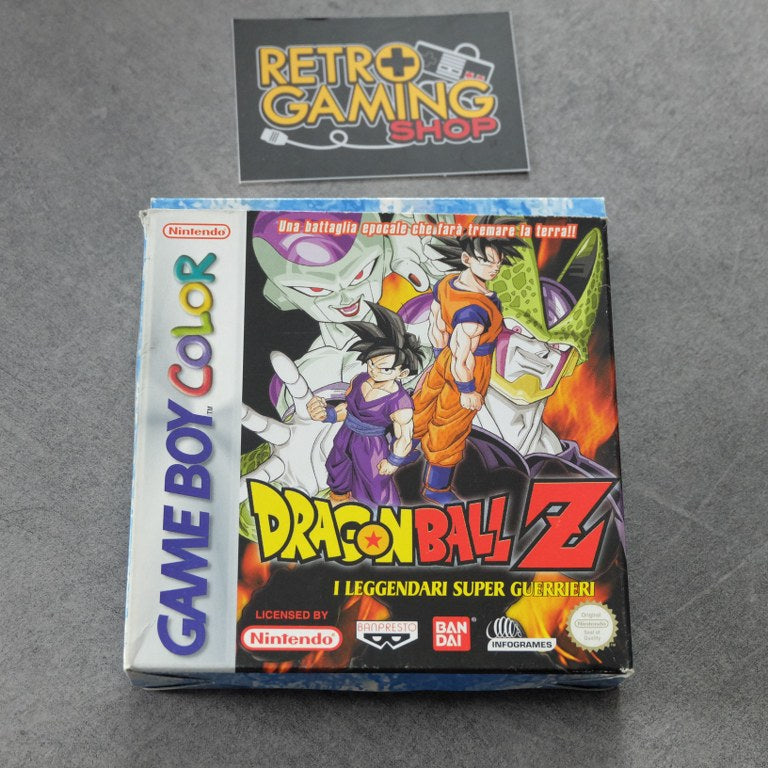 RETRO
GAMING
SHOP
Nintendo
GAME BOY COLOR
TM
Una battaglia epocale che farà tremare la terra!!
DRAGON BALL Z
I LEGGENDARI SUPER GUERRIERI
LICENSED BY
Nintendo
BANPRESTO
BAN
DAI
®
INFOGRAMES
Original
Nintendo
Seal of
Quality